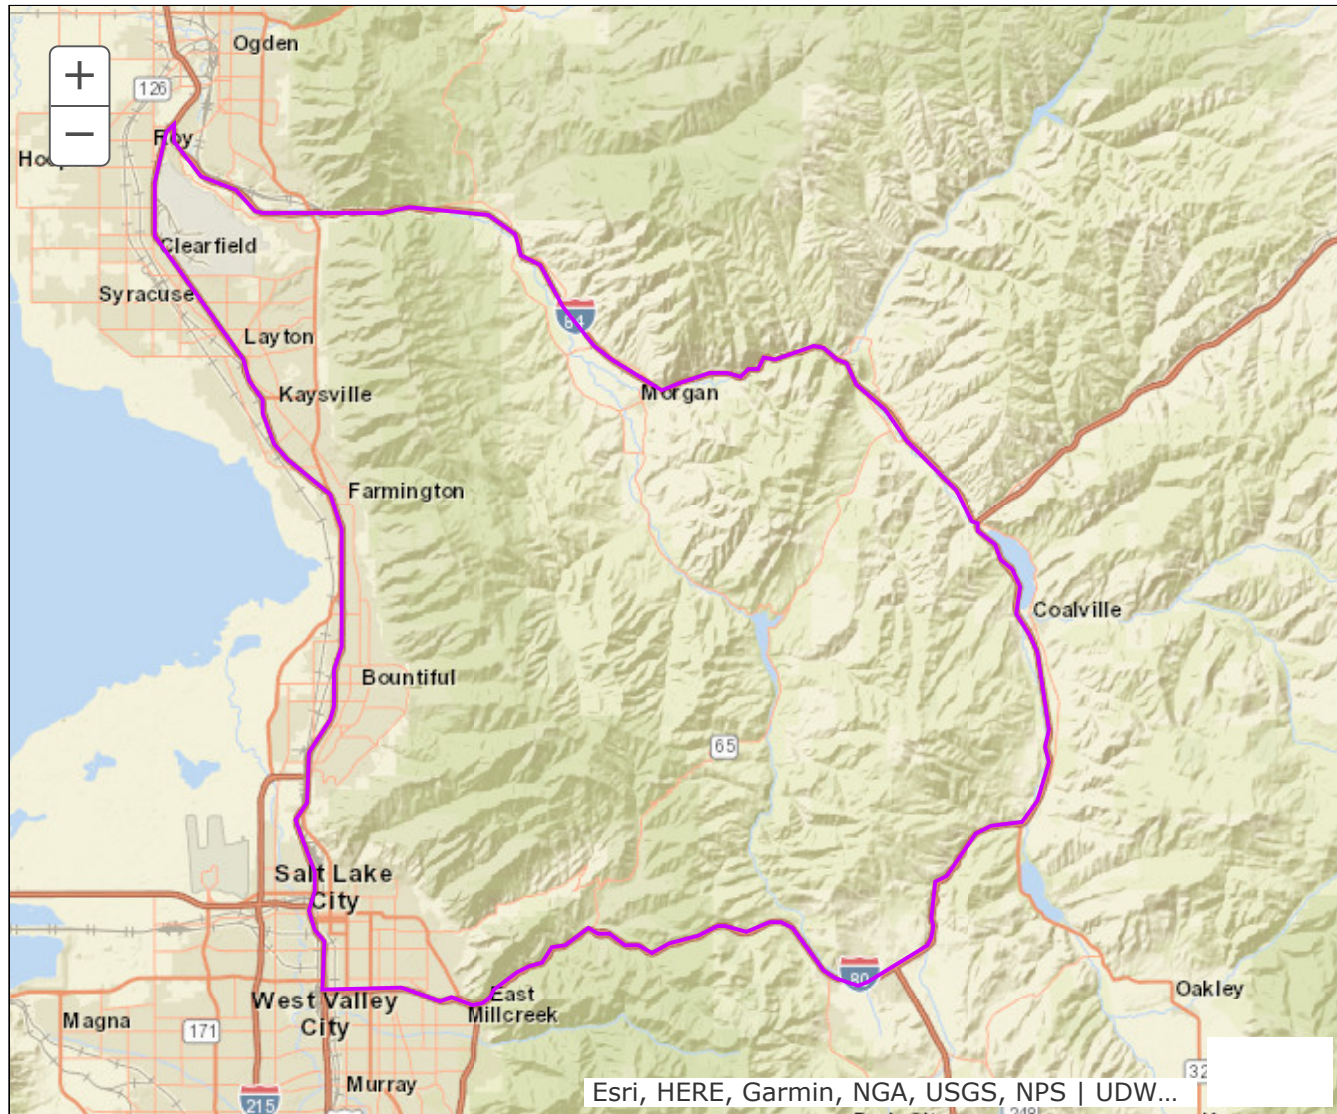 Ogden
+
126
−
Roy
Clearfield
Syracuse
Layton
84
Kaysville
Morgan
Farmington
Coalville
Bountiful
65
Salt Lake
City
80
East
Millcreek
Oakley
West Valley
City
Magna
171
Murray
215
Esri, HERE, Garmin, NGA, USGS, NPS | UDW...